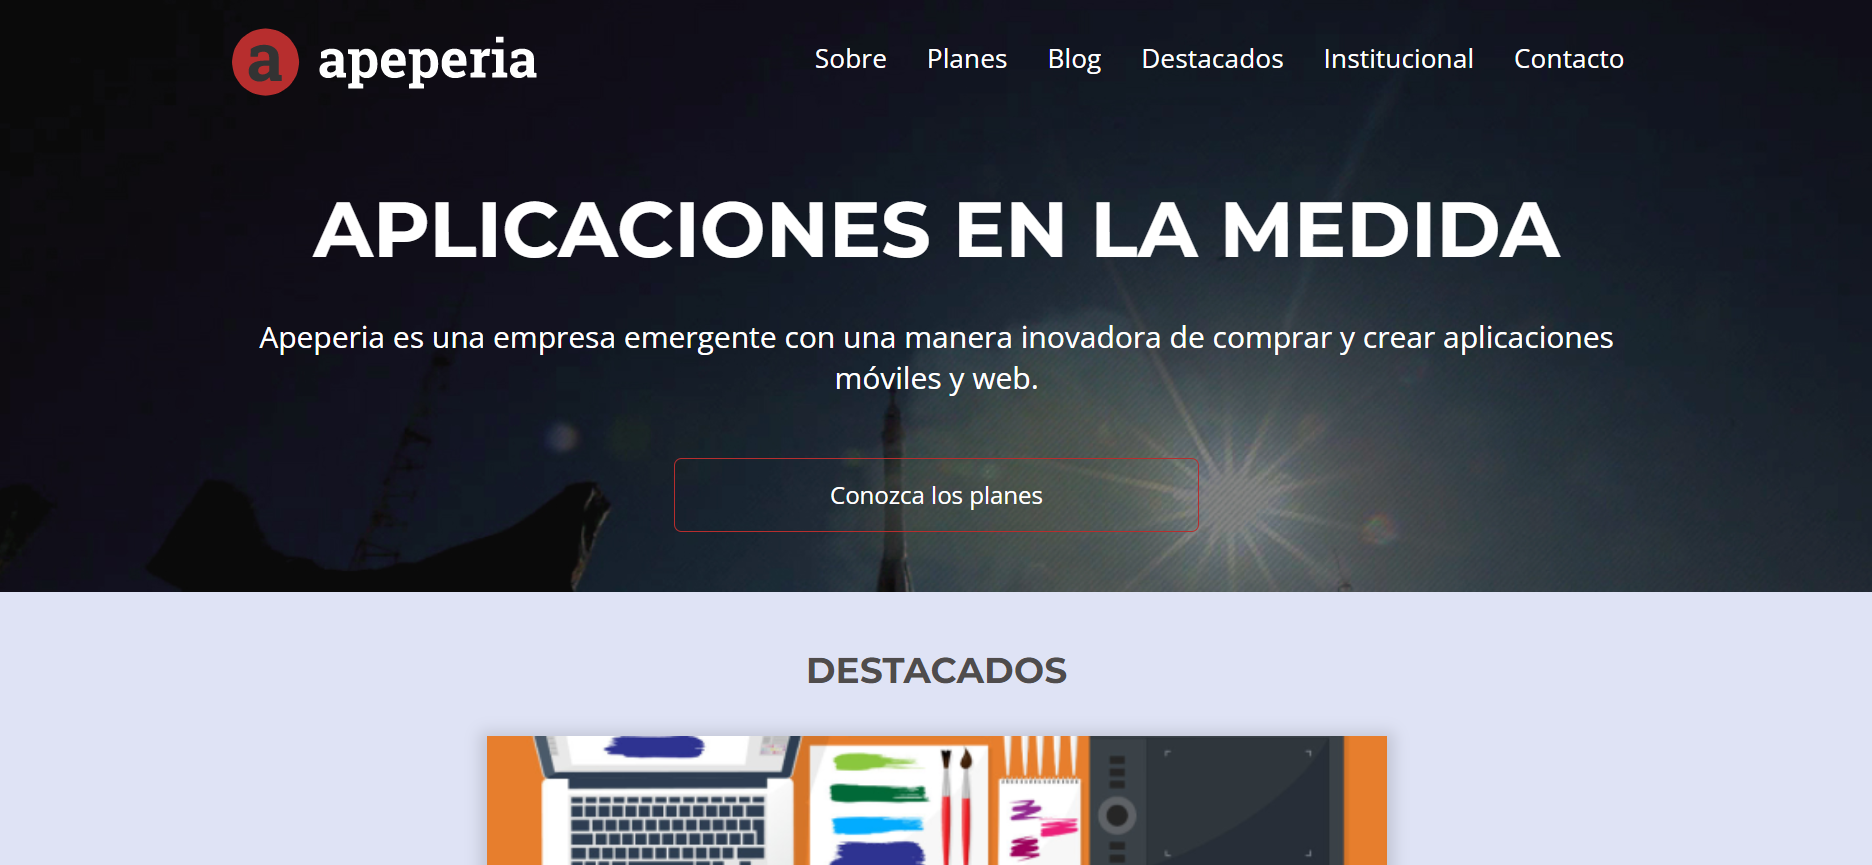 a apeperia
Sobre Planes Blog Destacados Institucional Contacto
APLICACIONES EN LA MEDIDA
Apeperia es una empresa emergente con una manera inovadora de comprar y crear aplicaciones
móviles y web.
Conozca los planes
DESTACADOS